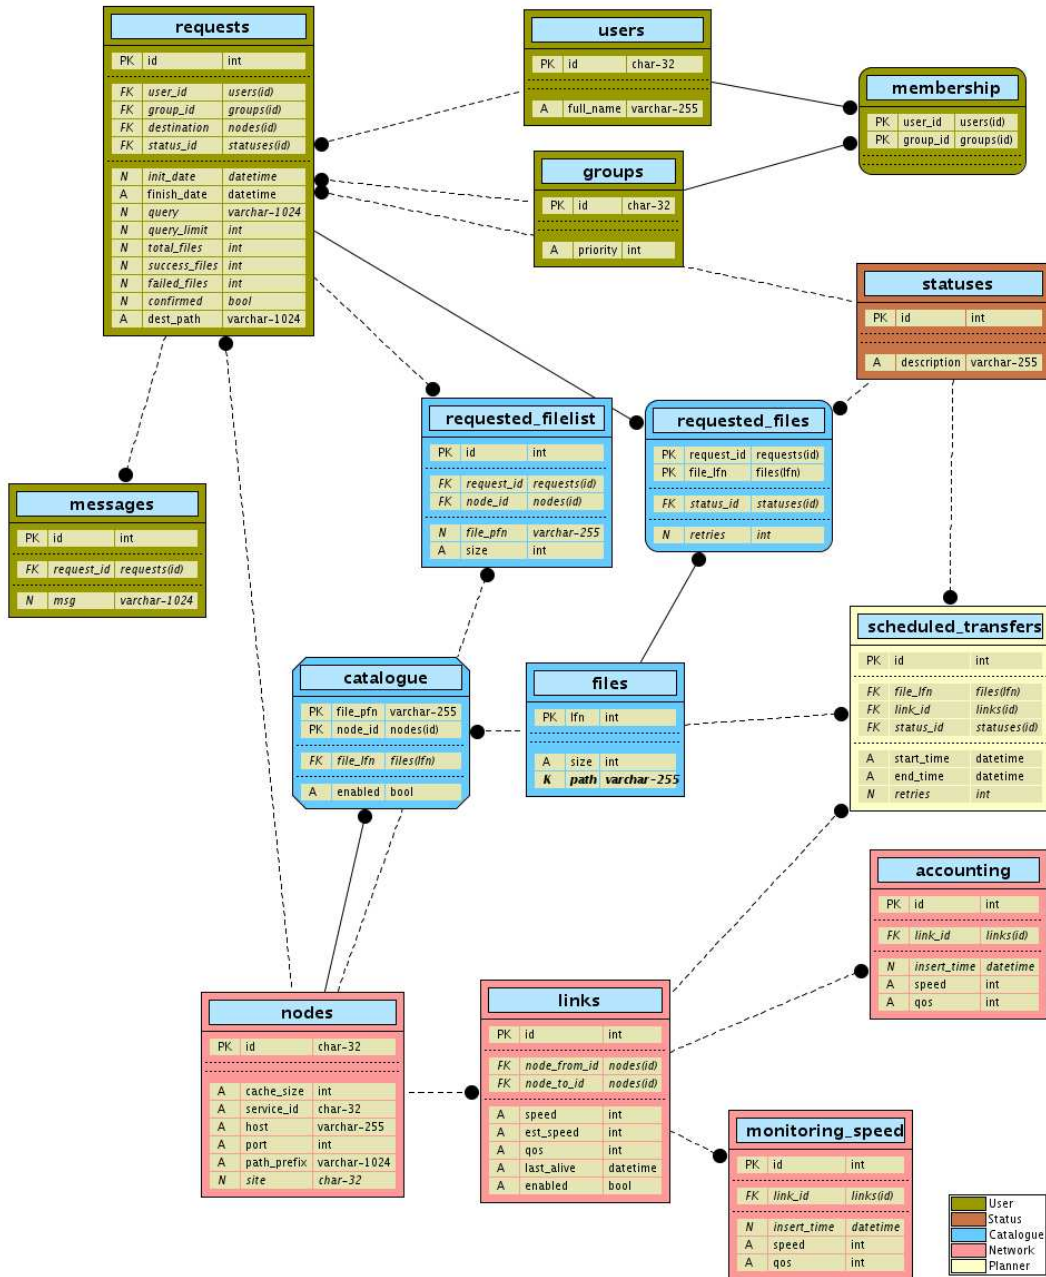 requests
PK id int
FK user_id users(id)
FK group_id groups(id)
FK destination nodes(id)
FK status_id statuses(id)
N init_date datetime
A finish_date datetime
N query varchar-1024
N query_limit int
N total_files int
N success_files int
N failed_files int
N confirmed bool
A dest_path varchar-1024
users
PK id char-32
A full_name varchar-255
membership
PK user_id users(id)
PK group_id groups(id)
groups
PK id char-32
A priority int
statuses
PK id int
A description varchar-255
requested_filelist
PK id int
FK request_id requests(id)
FK node_id nodes(id)
N file_pfn varchar-255
A size int
requested_files
PK request_id requests(id)
PK file_lfn files(lfn)
FK status_id statuses(id)
N retries int
messages
PK id int
FK request_id requests(id)
N msg varchar-1024
scheduled_transfers
PK id int
FK file_lfn files(lfn)
FK link_id links(id)
FK status_id statuses(id)
A start_time datetime
A end_time datetime
N retries int
catalogue
PK file_pfn varchar-255
PK node_id nodes(id)
FK file_lfn files(lfn)
A enabled bool
files
PK lfn int
A size int
K path varchar-255
accounting
PK id int
FK link_id links(id)
N insert_time datetime
A speed int
A qos int
nodes
PK id char-32
A cache_size int
A service_id char-32
A host varchar-255
A port int
A path_prefix varchar-1024
N site char-32
links
PK id int
FK node_from_id nodes(id)
FK node_to_id nodes(id)
A speed int
A est_speed int
A qos int
A last_alive datetime
A enabled bool
monitoring_speed
PK id int
FK link_id links(id)
N insert_time datetime
A speed int
A qos int
User
Status
Catalogue
Network
Planner